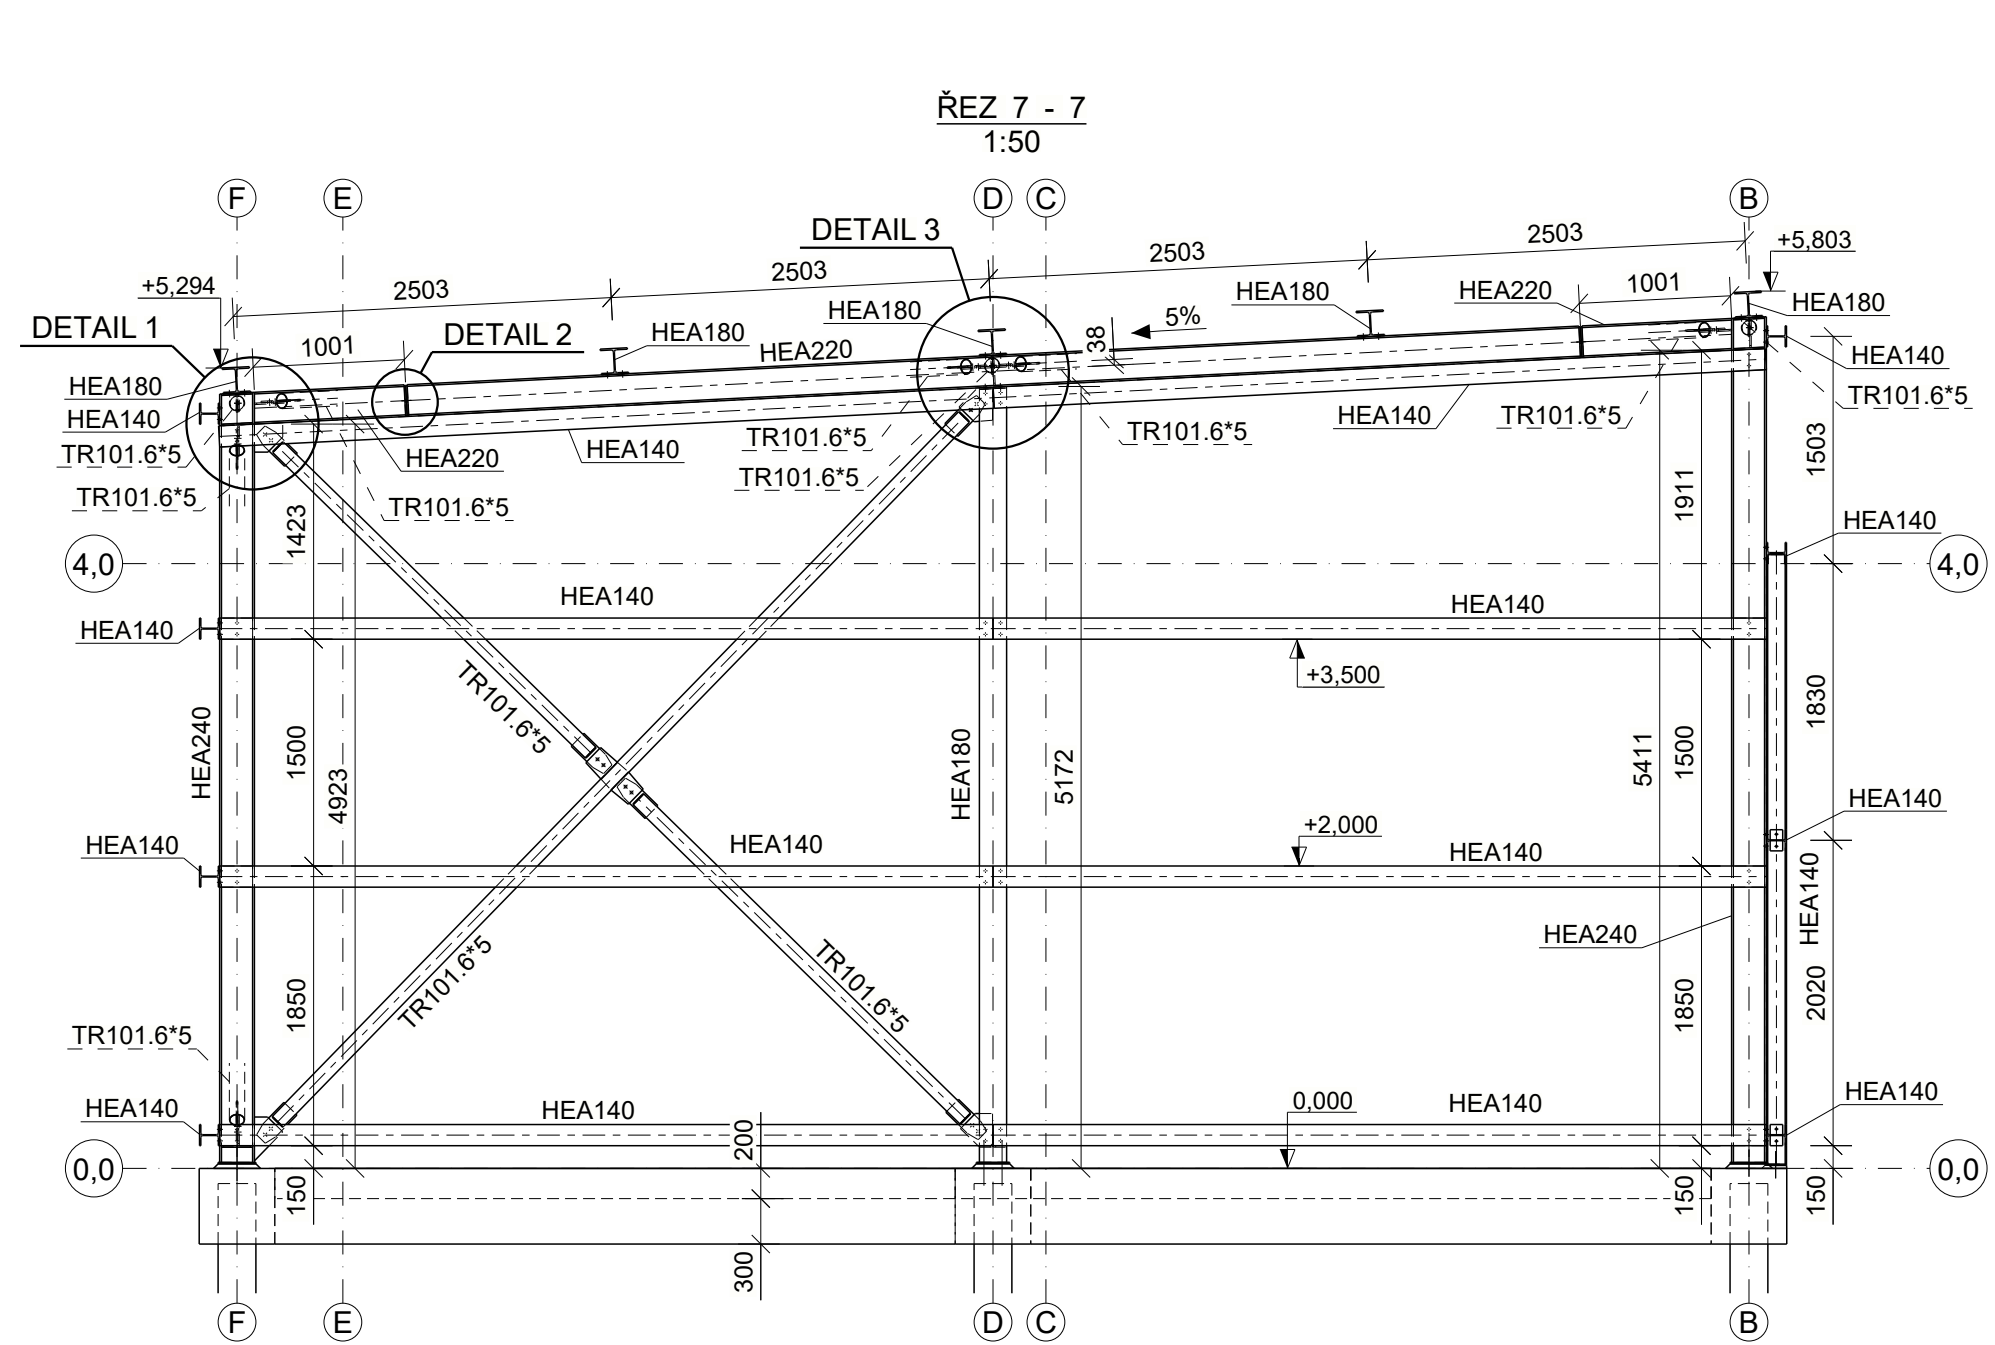 ŘEZ 7 - 7
1:50
F
E
D
C
B
DETAIL 3
2503
2503
2503
2503
+5,803
+5,294
HEA180
HEA220
1001
HEA180
HEA180
DETAIL 1
DETAIL 2
HEA180
38
5%
1001
HEA220
HEA140
HEA180
HEA140
TR101.6*5
HEA140
TR101.6*5
TR101.6*5
TR101.6*5
TR101.6*5
HEA220
HEA140
TR101.6*5
TR101.6*5
TR101.6*5
1503
1423
1911
HEA140
4,0
4,0
HEA140
HEA140
HEA140
+3,500
TR101.6*5
HEA240
1500
4923
HEA180
5172
5411
1500
1830
HEA140
+2,000
HEA140
HEA140
HEA140
HEA140
HEA240
TR101.6*5
TR101.6*5
1850
1850
2020
TR101.6*5
HEA140
HEA140
0,000
HEA140
HEA140
200
0,0
0,0
150
150
150
300
F
E
D
C
B